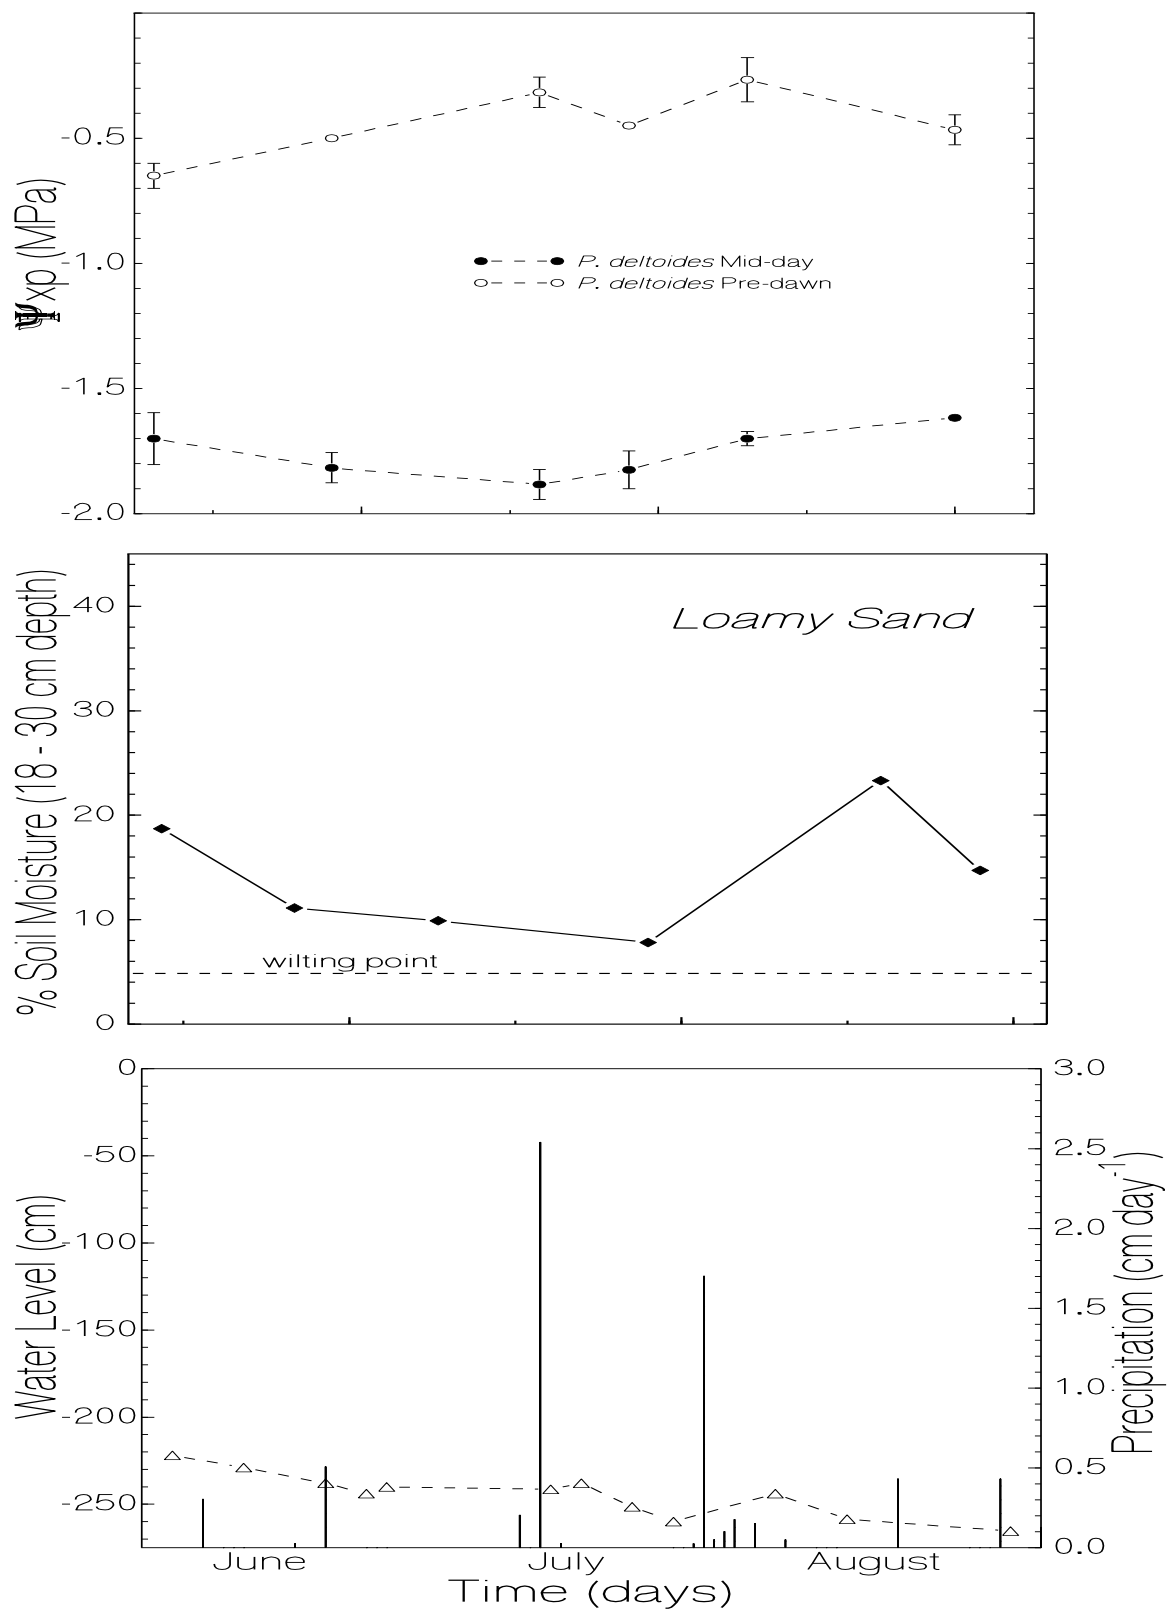 Ψxp (MPa)
-0.5
-1.0
-1.5
-2.0
P. deltoides Mid-day
P. deltoides Pre-dawn
% Soil Moisture (18 - 30 cm depth)
40
30
20
10
0
Loamy Sand
wilting point
Water Level (cm)
0
-50
-100
-150
-200
-250
3.0
2.5
2.0
1.5
1.0
0.5
0.0
Precipitation (cm day-1)
June July August
Time (days)